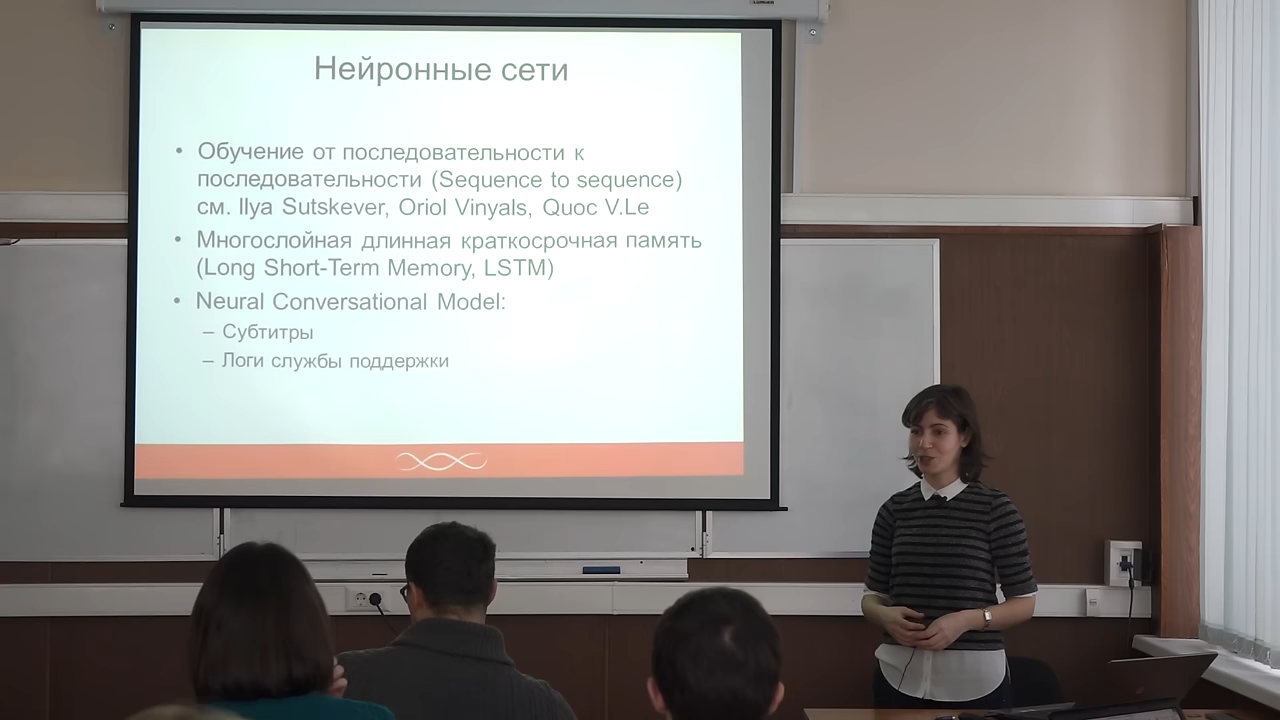 Нейронные сети
• Обучение от последовательности к
последовательности (Sequence to sequence)
см. Ilya Sutskever, Oriol Vinyals, Quoc V.Le
• Многослойная длинная краткосрочная память
(Long Short-Term Memory, LSTM)
• Neural Conversational Model:
– Субтитры
– Логи службы поддержки